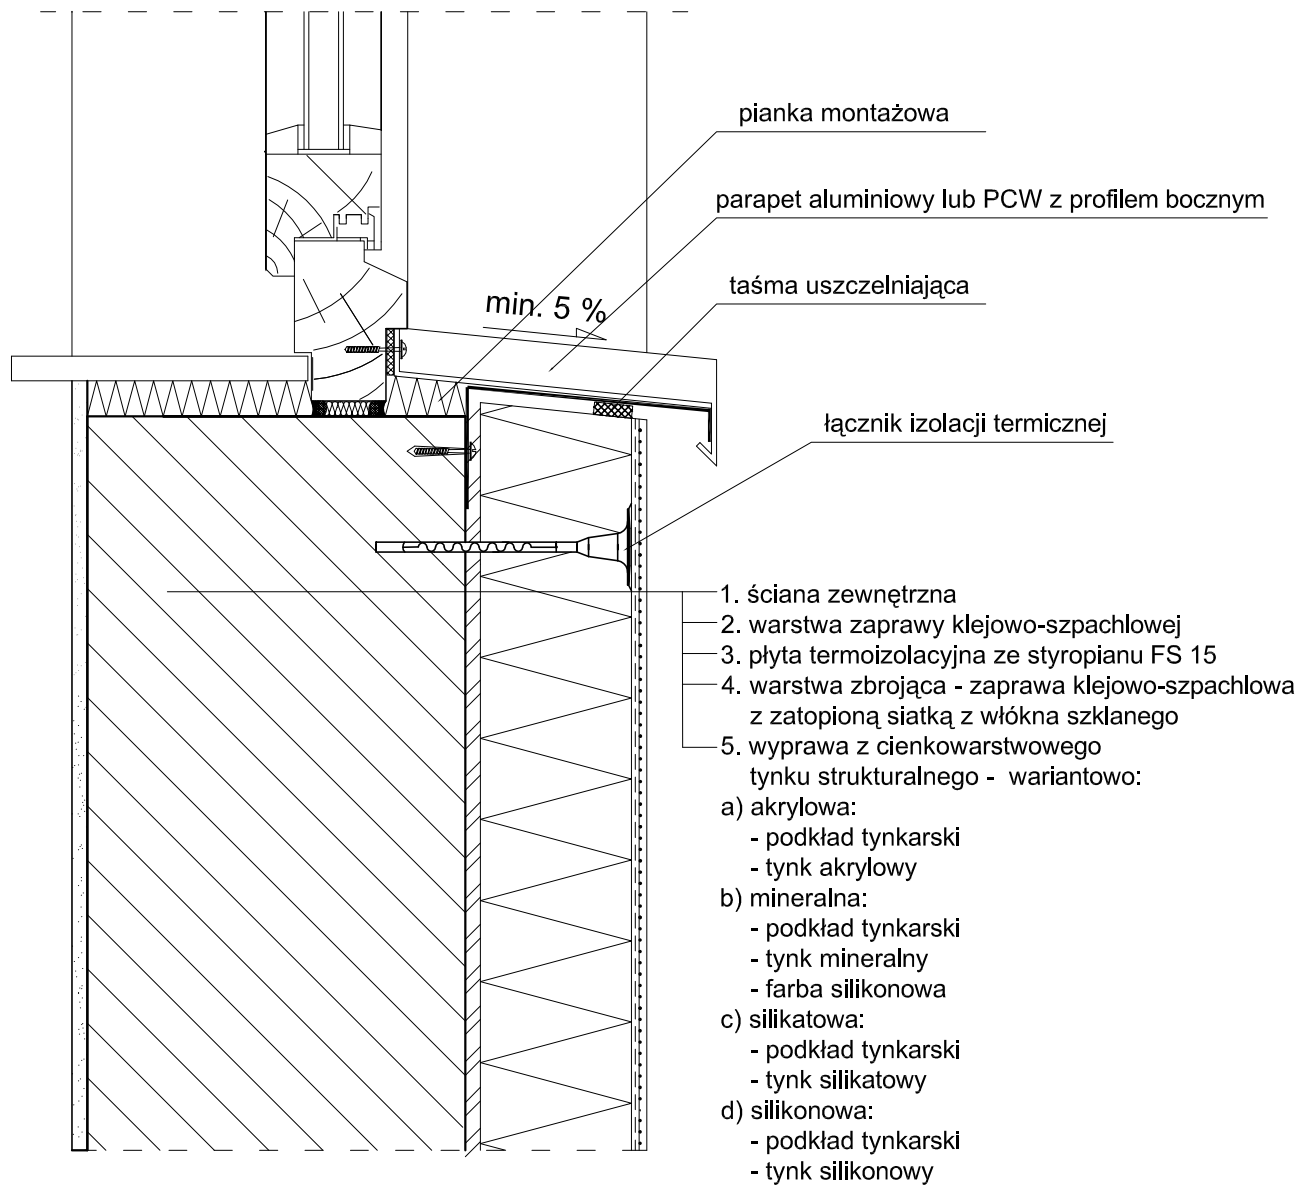 pianka montażowa
parapet aluminiowy lub PCW z profilem bocznym
taśma uszczelniająca
min. 5 %
łącznik izolacji termicznej
1. ściana zewnętrzna
2. warstwa zaprawy klejowo-szpachlowej
3. płyta termoizolacyjna ze styropianu FS 15
4. warstwa zbrojąca - zaprawa klejowo-szpachlowa
z zatopioną siatką z włókna szklanego
5. wyprawa z cienkowarstwowego
tynku strukturalnego - wariantowo:
a) akrylowa:
- podkład tynkarski
- tynk akrylowy
b) mineralna:
- podkład tynkarski
- tynk mineralny
- farba silikonowa
c) silikatowa:
- podkład tynkarski
- tynk silikatowy
d) silikonowa:
- podkład tynkarski
- tynk silikonowy